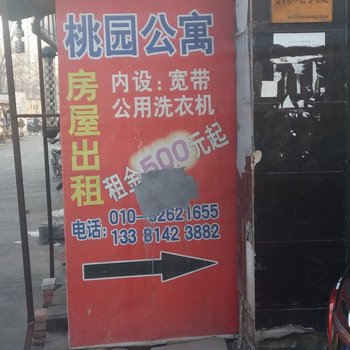 桃园公寓
房屋出租
内设：宽带
公用洗衣机
租金500元起
电话：
010-62621655
133 8142 3882